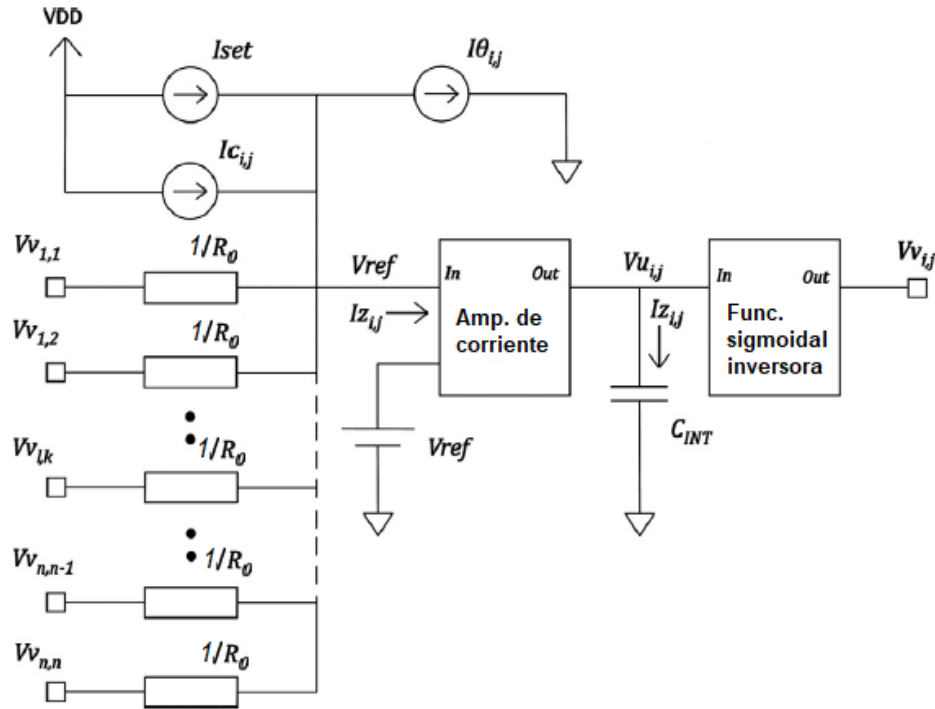 VDD
Iset
Iθi,j
Ici,j
Vv1,1
1/R0
Vv1,2
1/R0
Vvl,k
1/R0
Vvn,n-1
1/R0
Vvn,n
1/R0
Vref
Izi,j
In
Out
Amp. de
corriente
Vref
Vui,j
Izi,j
CINT
In
Out
Func.
sigmoidal
inversora
Vvi,j